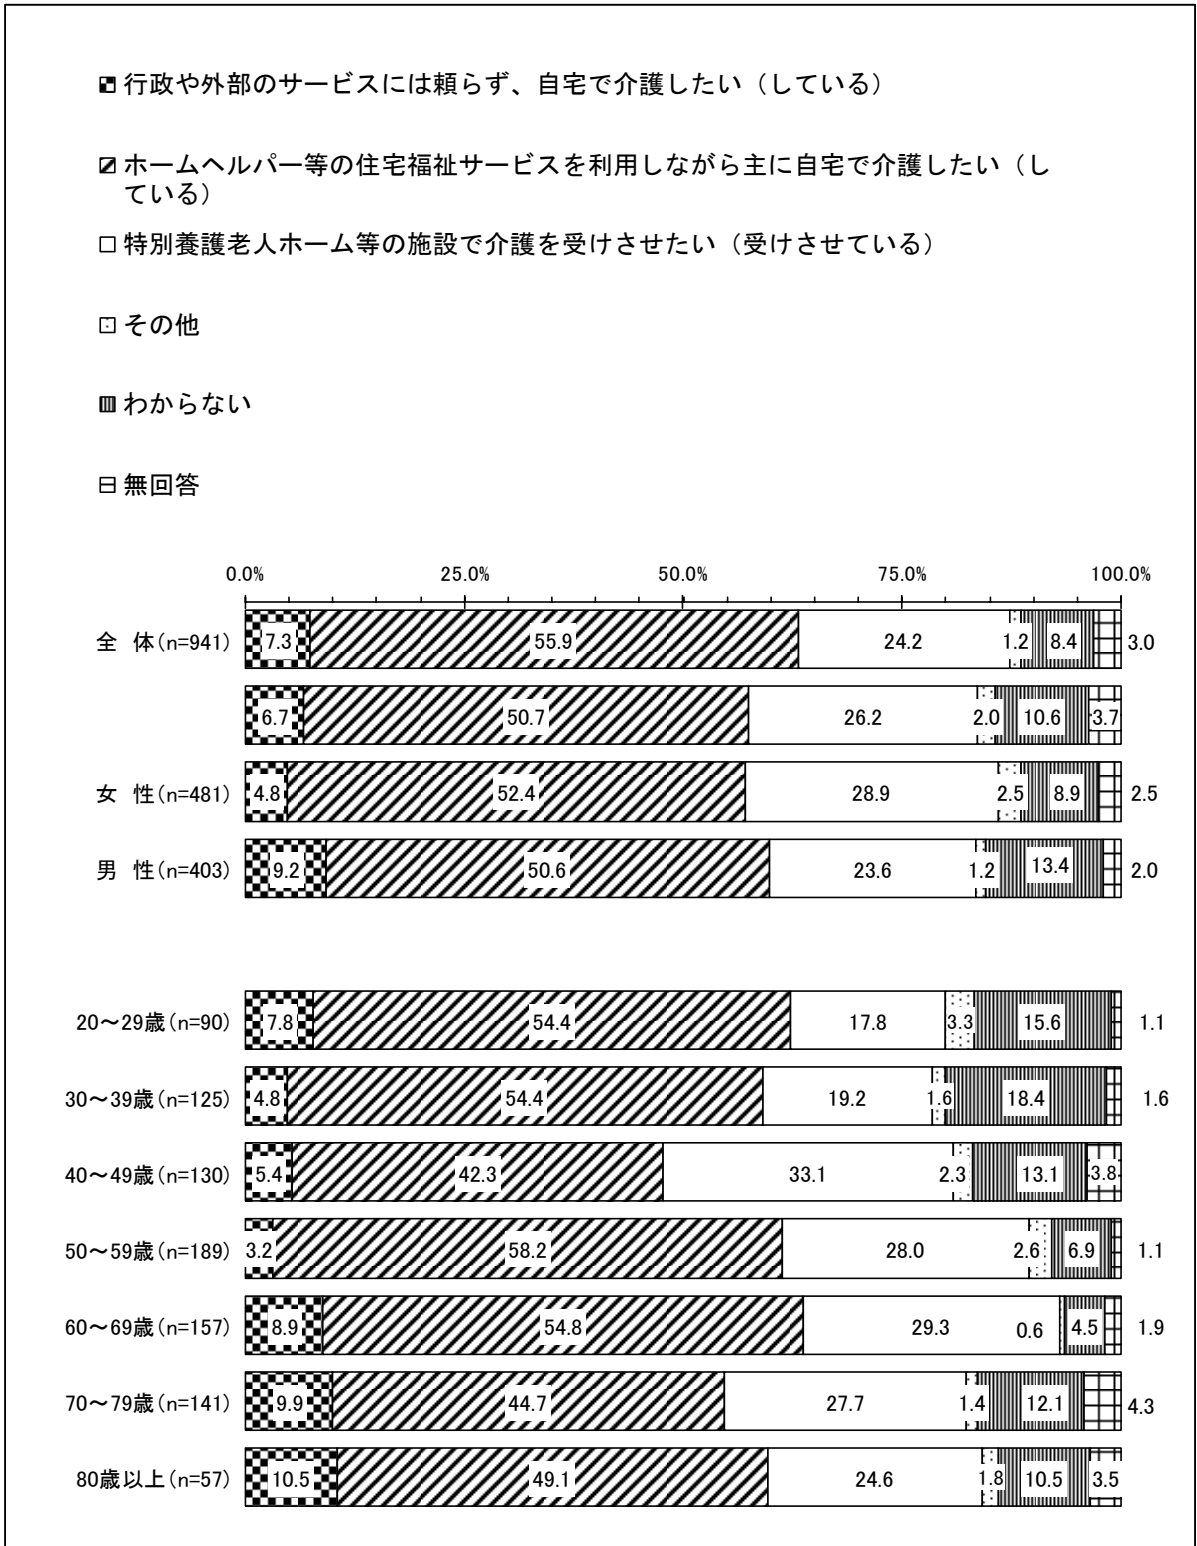 行政や外部のサービスには頼らず、自宅で介護したい（している）
ホームヘルパー等の住宅福祉サービスを利用しながら主に自宅で介護したい（し
ている）
特別養護老人ホーム等の施設で介護を受けさせたい（受けさせている）
その他
わからない
無回答
0.0% 25.0% 50.0% 75.0% 100.0%
全 体(n=941) 7.3 55.9 24.2 1.2 8.4 3.0
6.7 50.7 26.2 2.0 10.6 3.7
女 性(n=481) 4.8 52.4 28.9 2.5 8.9 2.5
男 性(n=403) 9.2 50.6 23.6 1.2 13.4 2.0
20～29歳(n=90) 7.8 54.4 17.8 3.3 15.6 1.1
30～39歳(n=125) 4.8 54.4 19.2 1.6 18.4 1.6
40～49歳(n=130) 5.4 42.3 33.1 2.3 13.1 3.8
50～59歳(n=189) 3.2 58.2 28.0 2.6 6.9 1.1
60～69歳(n=157) 8.9 54.8 29.3 0.6 4.5 1.9
70～79歳(n=141) 9.9 44.7 27.7 1.4 12.1 4.3
80歳以上(n=57) 10.5 49.1 24.6 1.8 10.5 3.5